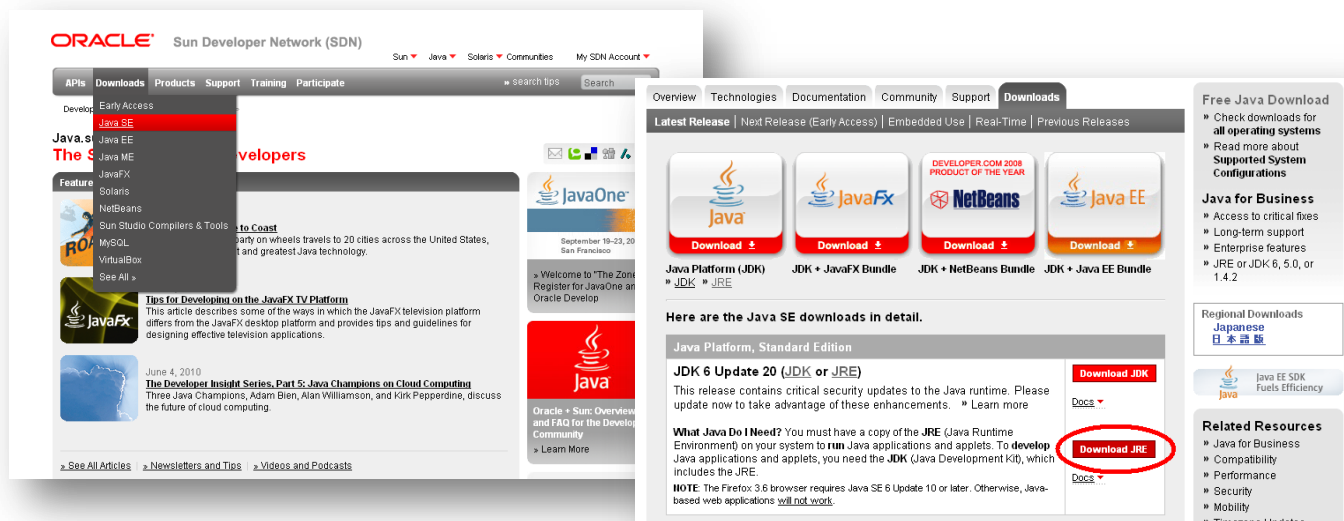 ORACLE Sun Developer Network (SDN)
Sun Java Solaris Communities My SDN Account
APIs Downloads Products Support Training Participate » search tips Search
Early Access
Java SE
Java EE
Java ME
JavaFX
Solaris
NetBeans
Sun Studio Compilers & Tools
MySQL
VirtualBox
See All »
Develop
Java.s
The S velopers
Feature
ROA
e to Coast
party on wheels travels to 20 cities across the United States,
t and greatest Java technology.
JavaFX
Tips for Developing on the JavaFX TV Platform
This article describes some of the ways in which the JavaFX television platform
differs from the JavaFX desktop platform and provides tips and guidelines for
designing effective television applications.
June 4, 2010
The Developer Insight Series, Part 5: Java Champions on Cloud Computing
Three Java Champions, Adam Bien, Alan Williamson, and Kirk Pepperdine, discuss
the future of cloud computing.
» See All Articles » Newsletters and Tips » Videos and Podcasts
JavaOne
September 19-23, 20
San Francisco
» Welcome to "The Zone
Register for JavaOne an
Oracle Develop
Java
Oracle + Sun: Overview
and FAQ for the Develop
Community
» Learn More
Overview Technologies Documentation Community Support Downloads
Latest Release | Next Release (Early Access) | Embedded Use | Real-Time | Previous Releases
Java
Download
Java Platform (JDK)
» JDK » JRE
JavaFX
Download
JDK + JavaFX Bundle
DEVELOPER.COM 2008
PRODUCT OF THE YEAR
NetBeans
Download
JDK + NetBeans Bundle
Java EE
Download
JDK + Java EE Bundle
Here are the Java SE downloads in detail.
Java Platform, Standard Edition
JDK 6 Update 20 (JDK or JRE)
This release contains critical security updates to the Java runtime. Please
update now to take advantage of these enhancements. » Learn more
Download JDK
Docs
What Java Do I Need? You must have a copy of the JRE (Java Runtime
Environment) on your system to run Java applications and applets. To develop
Java applications and applets, you need the JDK (Java Development Kit), which
includes the JRE.
NOTE: The Firefox 3.6 browser requires Java SE 6 Update 10 or later. Otherwise, Java-
based web applications will not work.
Download JRE
Docs
Free Java Download
» Check downloads for
all operating systems
» Read more about
Supported System
Configurations
Java for Business
» Access to critical fixes
» Long-term support
» Enterprise features
» JRE or JDK 6, 5.0, or
1.4.2
Regional Downloads
Japanese
日本語版
Java
Java EE SDK
Fuels Efficiency
Related Resources
» Java for Business
» Compatibility
» Performance
» Security
» Mobility
» Timezone Updates